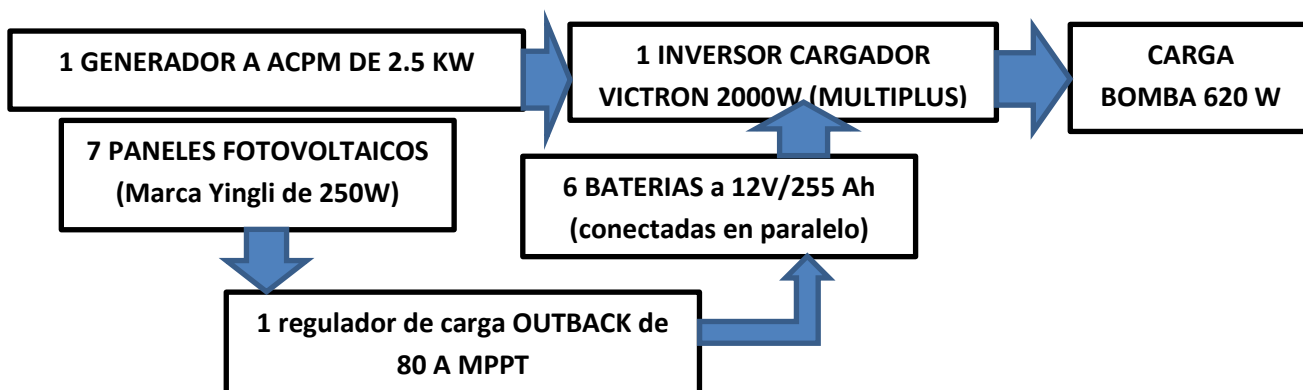 1 GENERADOR A ACPM DE 2.5 KW
1 INVERSOR CARGADOR
VICTRON 2000W (MULTIPLUS)
CARGA
BOMBA 620 W
7 PANELES FOTOVOLTAICOS
(Marca Yingli de 250W)
6 BATERIAS a 12V/255 Ah
(conectadas en paralelo)
1 regulador de carga OUTBACK de
80 A MPPT